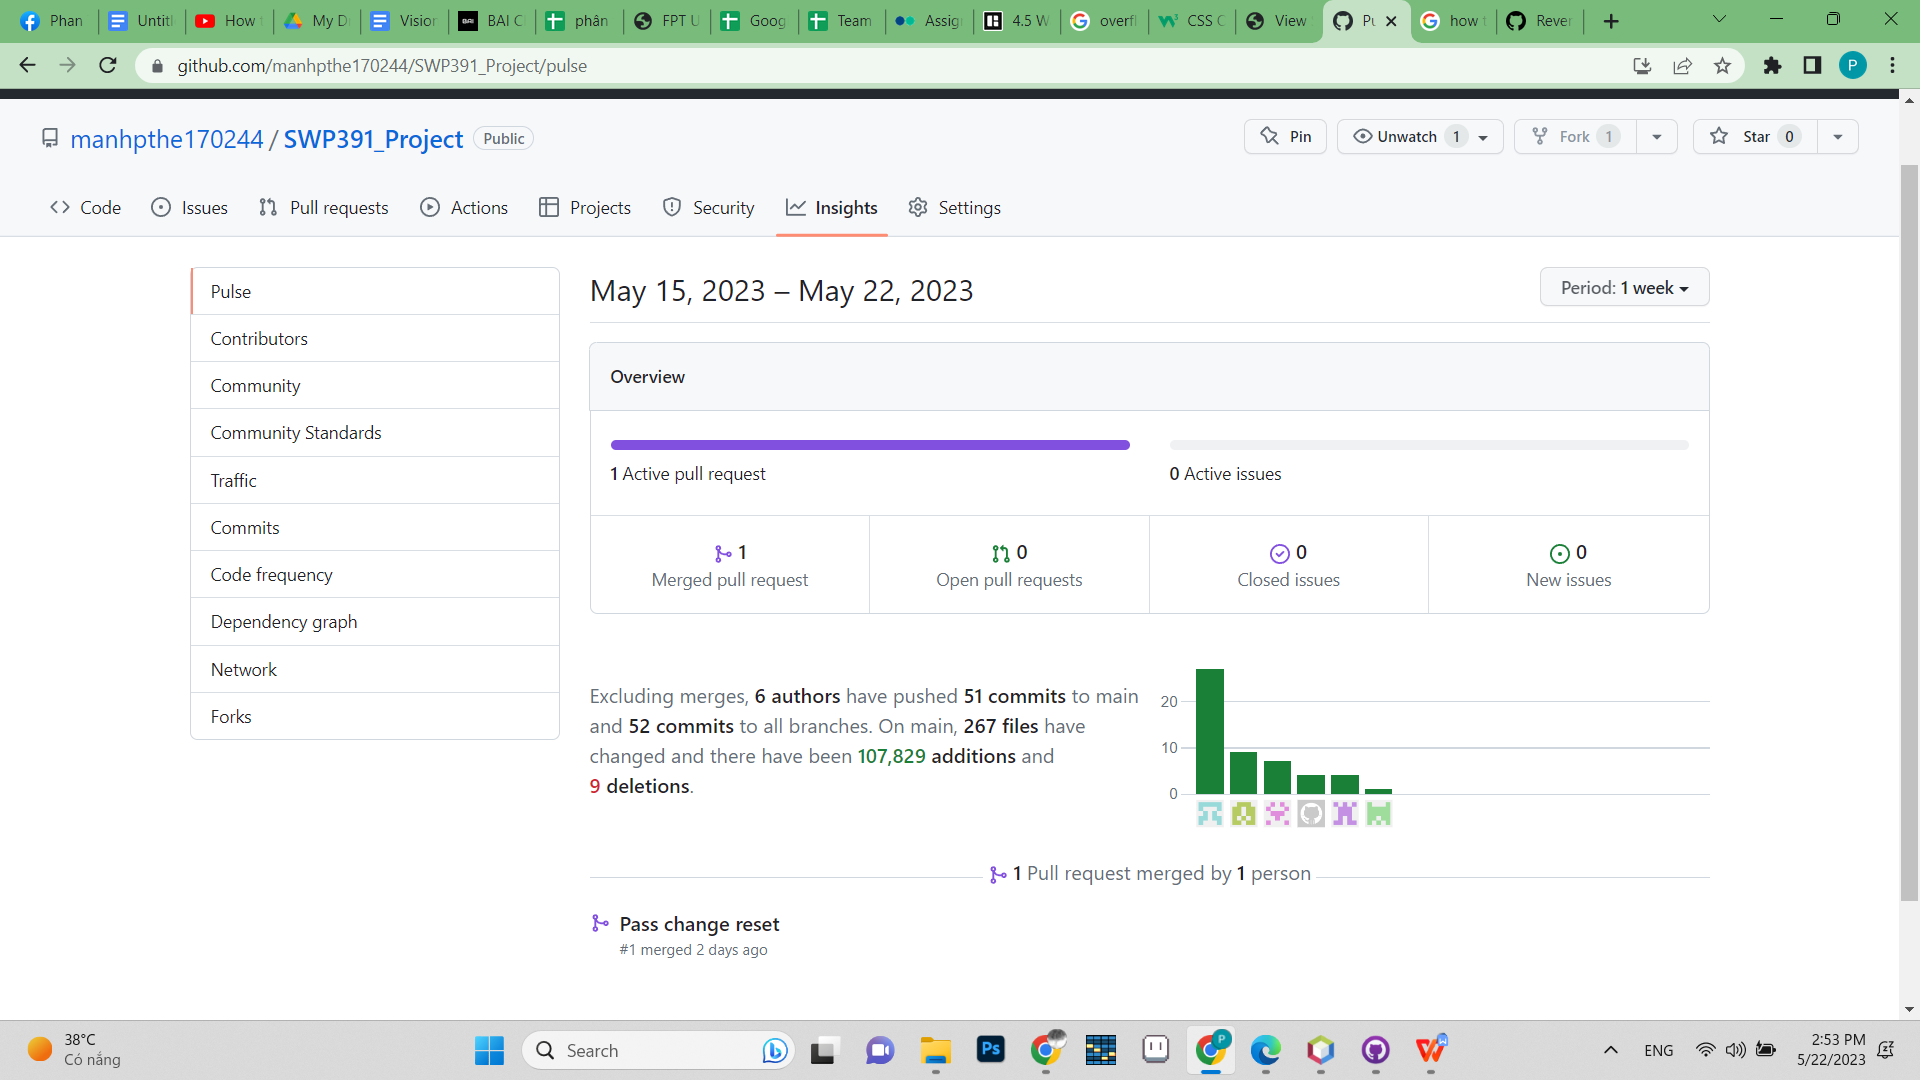 Phan
Untitl
How t
My Dr
Vision
BAI
BAI C
phân
FPT U
Goog
Team
Assig
4.5 W
overfl
CSS C
View
Pu
how t
Rever
github.com/manhpthe170244/SWP391_Project/pulse
P
manhpthe170244 / SWP391_Project Public
Pin
Unwatch 1
Fork 1
Star 0
Code
Issues
Pull requests
Actions
Projects
Security
Insights
Settings
Pulse
Contributors
Community
Community Standards
Traffic
Commits
Code frequency
Dependency graph
Network
Forks
May 15, 2023 – May 22, 2023
Period: 1 week
Overview
1 Active pull request
0 Active issues
1
Merged pull request
0
Open pull requests
0
Closed issues
0
New issues
Excluding merges, 6 authors have pushed 51 commits to main
and 52 commits to all branches. On main, 267 files have
changed and there have been 107,829 additions and
9 deletions.
20
10
0
1 Pull request merged by 1 person
Pass change reset
#1 merged 2 days ago
38°C
Có nắng
Search
Ps
P
ENG
2:53 PM
5/22/2023